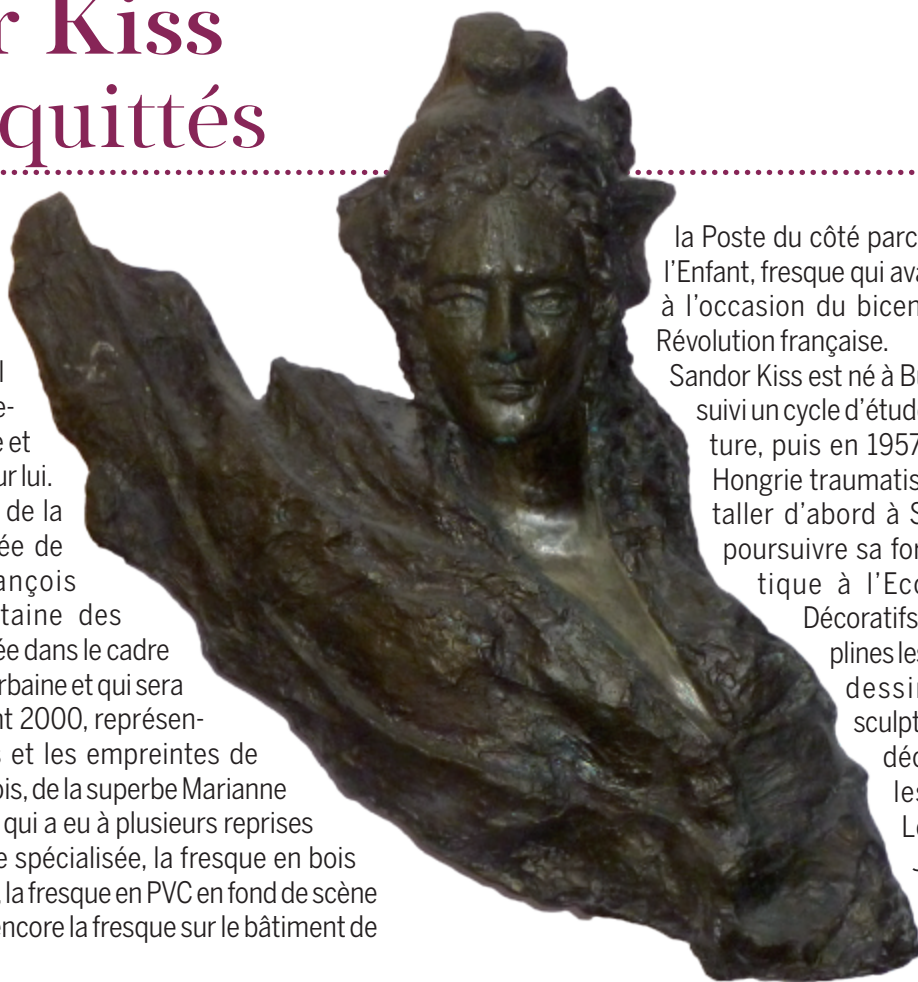 r Kiss
quittés
l
e-
e et
ur lui.
de la
ée de
ançois
taine des
ée dans le cadre
rbaine et qui sera
nt 2000, représen-
s et les empreintes de
ois, de la superbe Marianne
qui a eu à plusieurs reprises
e spécialisée, la fresque en bois
, la fresque en PVC en fond de scène
encore la fresque sur le bâtiment de
la Poste du côté parc
l'Enfant, fresque qui ava
à l'occasion du bicen
Révolution française.
Sandor Kiss est né à Bu
suivi un cycle d'étude
ture, puis en 1957
Hongrie traumatis
taller d'abord à S
poursuivre sa for
tique à l'Eco
Décoratifs
plines les
dessin
sculpt
déc
les
Le